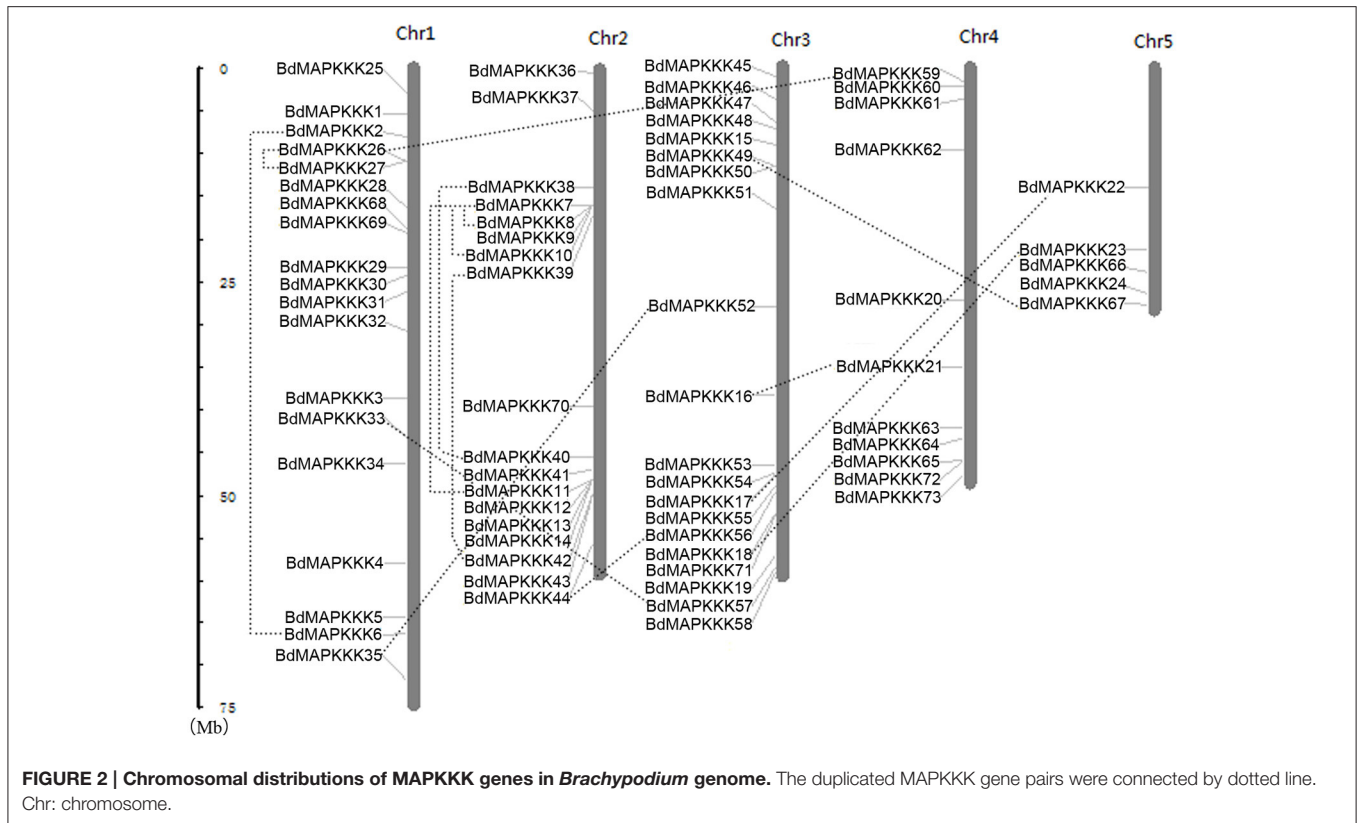 Chr1
Chr2
Chr3
Chr4
Chr5
0
25
50
75
(Mb)
BdMAPKKK25
BdMAPKKK1
BdMAPKKK2
BdMAPKKK26
BdMAPKKK27
BdMAPKKK28
BdMAPKKK68
BdMAPKKK69
BdMAPKKK29
BdMAPKKK30
BdMAPKKK31
BdMAPKKK32
BdMAPKKK3
BdMAPKKK33
BdMAPKKK34
BdMAPKKK4
BdMAPKKK5
BdMAPKKK6
BdMAPKKK35
BdMAPKKK36
BdMAPKKK37
BdMAPKKK38
BdMAPKKK7
BdMAPKKK8
BdMAPKKK9
BdMAPKKK10
BdMAPKKK39
BdMAPKKK70
BdMAPKKK40
BdMAPKKK41
BdMAPKKK11
BdMAPKKK12
BdMAPKKK13
BdMAPKKK14
BdMAPKKK42
BdMAPKKK43
BdMAPKKK44
BdMAPKKK45
BdMAPKKK46
BdMAPKKK47
BdMAPKKK48
BdMAPKKK15
BdMAPKKK49
BdMAPKKK50
BdMAPKKK51
BdMAPKKK52
BdMAPKKK16
BdMAPKKK53
BdMAPKKK54
BdMAPKKK17
BdMAPKKK55
BdMAPKKK56
BdMAPKKK18
BdMAPKKK71
BdMAPKKK19
BdMAPKKK57
BdMAPKKK58
BdMAPKKK59
BdMAPKKK60
BdMAPKKK61
BdMAPKKK62
BdMAPKKK20
BdMAPKKK21
BdMAPKKK63
BdMAPKKK64
BdMAPKKK65
BdMAPKKK72
BdMAPKKK73
BdMAPKKK22
BdMAPKKK23
BdMAPKKK66
BdMAPKKK24
BdMAPKKK67
FIGURE 2 | Chromosomal distributions of MAPKKK genes in Brachypodium genome. The duplicated MAPKKK gene pairs were connected by dotted line.
Chr: chromosome.